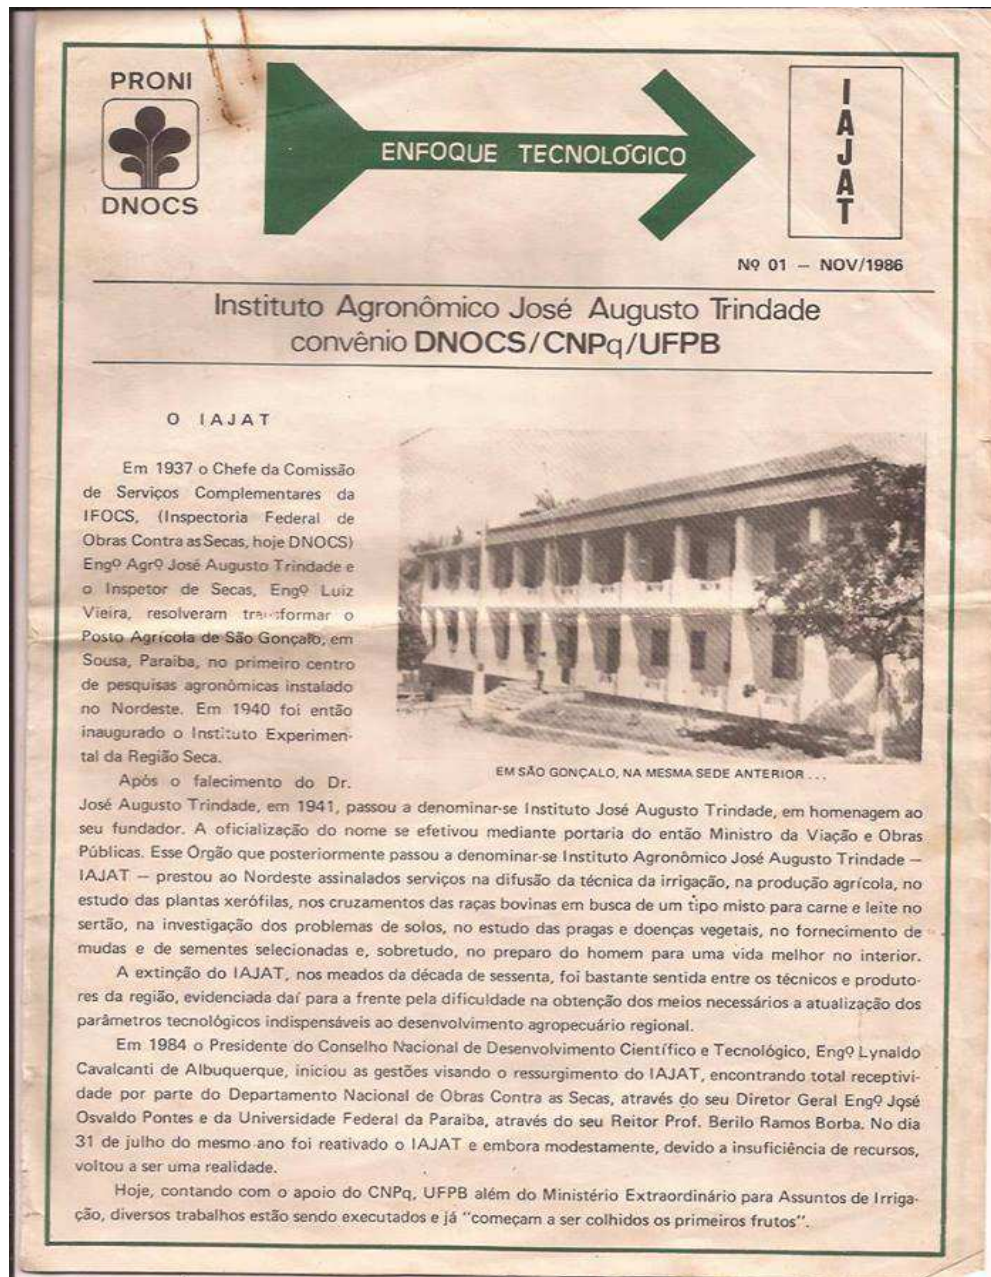 PRONI
DNOCS
ENFOQUE TECNOLÓGICO
I
A
J
A
T
Nº 01 — NOV/1986
Instituto Agronômico José Augusto Trindade
convênio DNOCS/CNPq/UFPB
O IAJAT
Em 1937 o Chefe da Comissão
de Serviços Complementares da
IFOCS, (Inspectoria Federal de
Obras Contra as Secas, hoje DNOCS)
Engº Agrº José Augusto Trindade e
o Inspetor de Secas, Engº Luiz
Vieira, resolveram transformar o
Posto Agrícola de São Gonçalo, em
Sousa, Paraiba, no primeiro centro
de pesquisas agronômicas instalado
no Nordeste. Em 1940 foi então
inaugurado o Instituto Experimen-
tal da Região Seca.
EM SÃO GONÇALO, NA MESMA SEDE ANTERIOR . . .
Após o falecimento do Dr.
José Augusto Trindade, em 1941, passou a denominar-se Instituto José Augusto Trindade, em homenagem ao
seu fundador. A oficialização do nome se efetivou mediante portaria do então Ministro da Viação e Obras
Públicas. Esse Orgão que posteriormente passou a denominar-se Instituto Agronômico José Augusto Trindade —
IAJAT — prestou ao Nordeste assinalados serviços na difusão da técnica da irrigação, na produção agrícola, no
estudo das plantas xerófilas, nos cruzamentos das raças bovinas em busca de um tipo misto para carne e leite no
sertão, na investigação dos problemas de solos, no estudo das pragas e doenças vegetais, no fornecimento de
mudas e de sementes selecionadas e, sobretudo, no preparo do homem para uma vida melhor no interior.
A extinção do IAJAT, nos meados da década de sessenta, foi bastante sentida entre os técnicos e produto-
res da região, evidenciada daí para a frente pela dificuldade na obtenção dos meios necessários a atualização dos
parâmetros tecnológicos indispensáveis ao desenvolvimento agropecuário regional.
Em 1984 o Presidente do Conselho Nacional de Desenvolvimento Científico e Tecnológico, Engº Lynaldo
Cavalcanti de Albuquerque, iniciou as gestões visando o ressurgimento do IAJAT, encontrando total receptivi-
dade por parte do Departamento Nacional de Obras Contra as Secas, através do seu Diretor Geral Engº José
Osvaldo Pontes e da Universidade Federal da Paraiba, através do seu Reitor Prof. Berilo Ramos Borba. No dia
31 de julho do mesmo ano foi reativado o IAJAT e embora modestamente, devido a insuficiência de recursos,
voltou a ser uma realidade.
Hoje, contando com o apoio do CNPq, UFPB além do Ministério Extraordinário para Assuntos de Irriga-
ção, diversos trabalhos estão sendo executados e já "começam a ser colhidos os primeiros frutos".